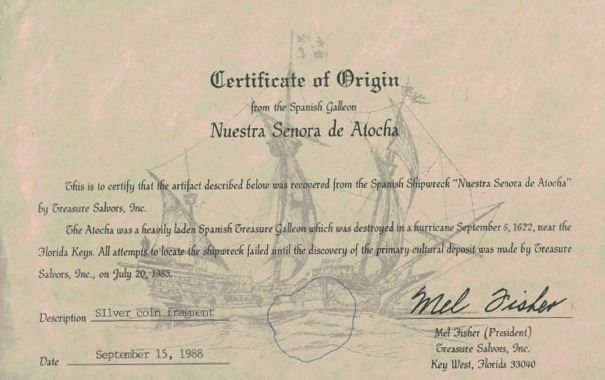 Certificate of Origin
from the Spanish Galleon
Nuestra Senora de Atocha
This is to certify that the artifact described below was recovered from the Spanish Shipwreck "Nuestra Senora de Atocha"
by Treasure Salvors, Inc.
The Atocha was a heavily laden Spanish Treasure Galleon which was destroyed in a hurricane September 6, 1622, near the
Florida Keys. All attempts to locate the shipwreck failed until the discovery of the primary cultural deposit was made by Treasure
Salvors, Inc., on July 20, 1985.
Description SIlver coin fragment
Mel Fisher
Mel Fisher (President)
Treasure Salvors, Inc.
Key West, Florida 33040
Date September 15, 1988